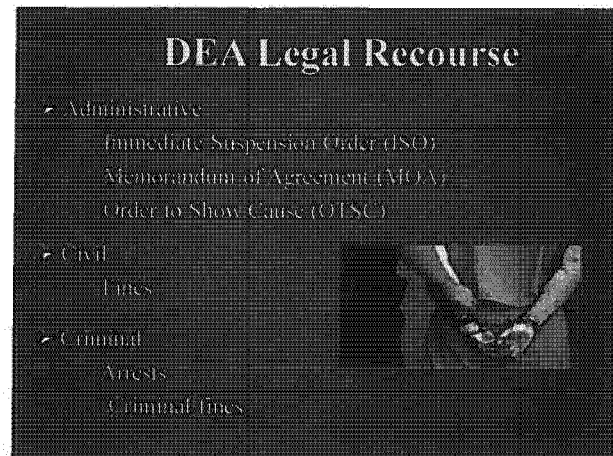 DEA Legal Recourse
Administrative
Immediate Suspension Order (ISO)
Memorandum of Agreement (MOA)
Order to Show Cause (OTSC)
Civil
Fines
Criminal
Arrests
Criminal fines